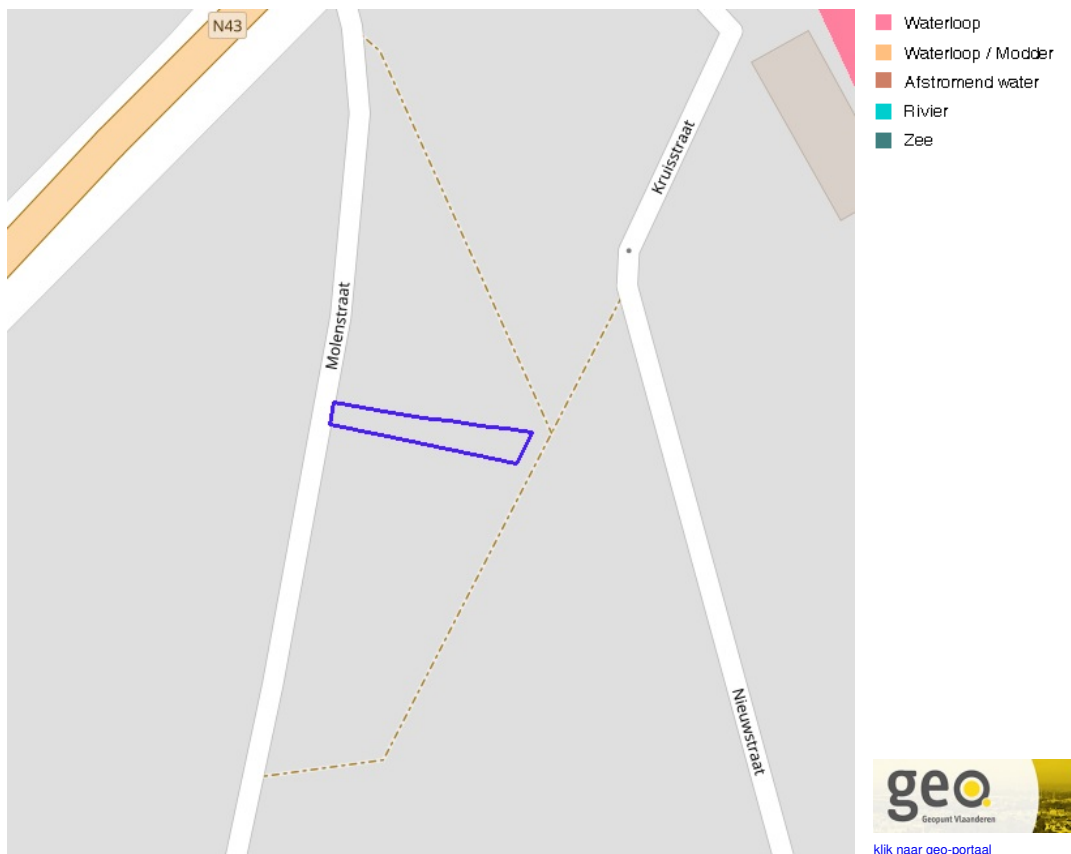 N43
Kruisstraat
Molenstraat
Nieuwstraat
Waterloop
Waterloop / Modder
Afstromend water
Rivier
Zee
geo.
Geopunt Vlaanderen
klik naar geo-portaal